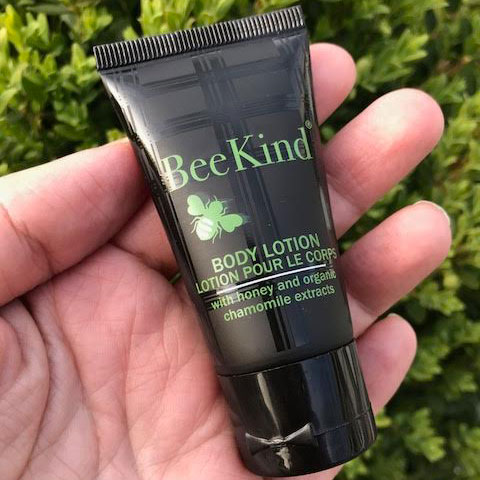 BeeKind®
BODY LOTION
LOTION POUR LE CORPS
with honey and organic
chamomile extracts